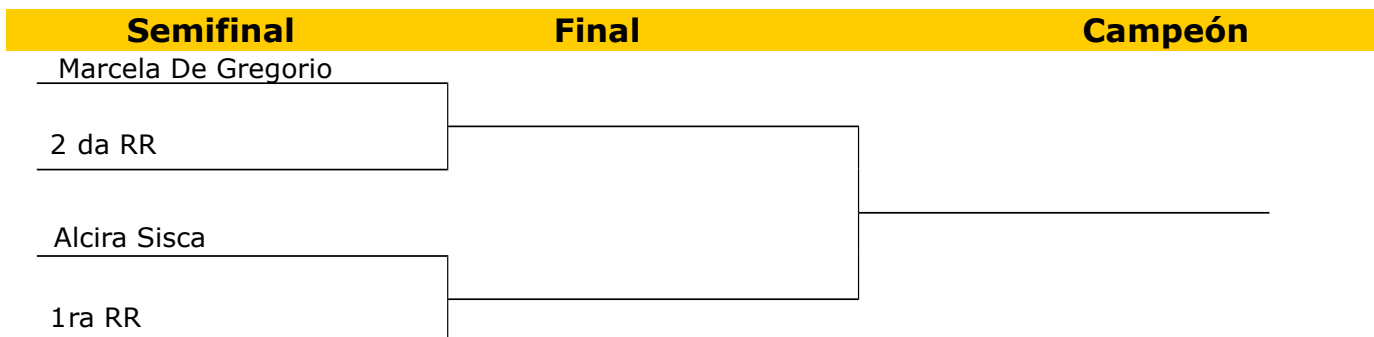 Semifinal Final Campeón
Marcela De Gregorio
2 da RR
Alcira Sisca
1ra RR